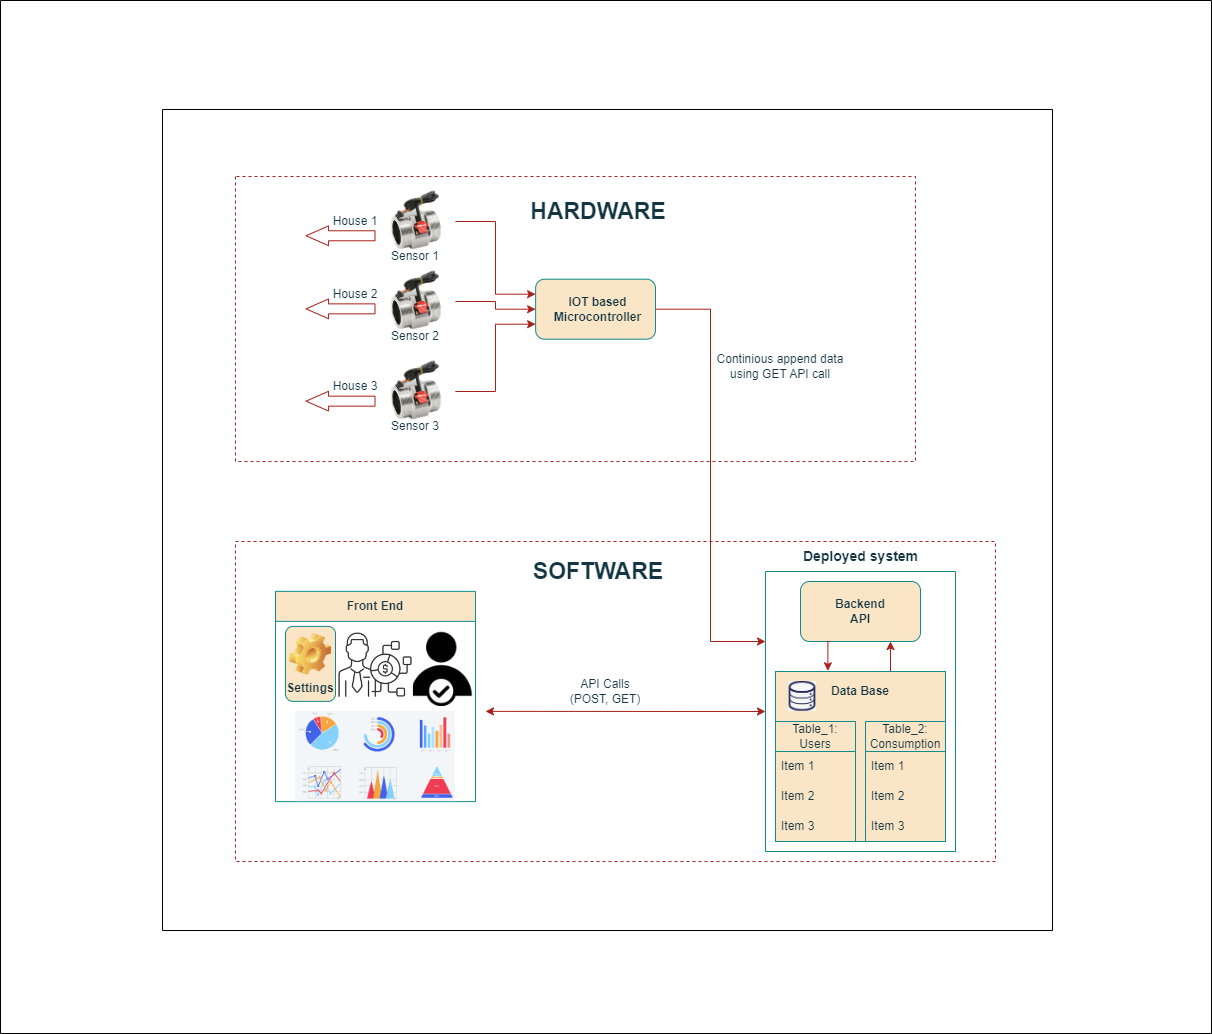 HARDWARE
House 1
Sensor 1
House 2
Sensor 2
House 3
Sensor 3
IOT based
Microcontroller
Continious append data
using GET API call
SOFTWARE
Deployed system
Front End
Settings
$
API Calls
(POST, GET)
Backend
API
Data Base
Table_1:
Users
Item 1
Item 2
Item 3
Table_2:
Consumption
Item 1
Item 2
Item 3